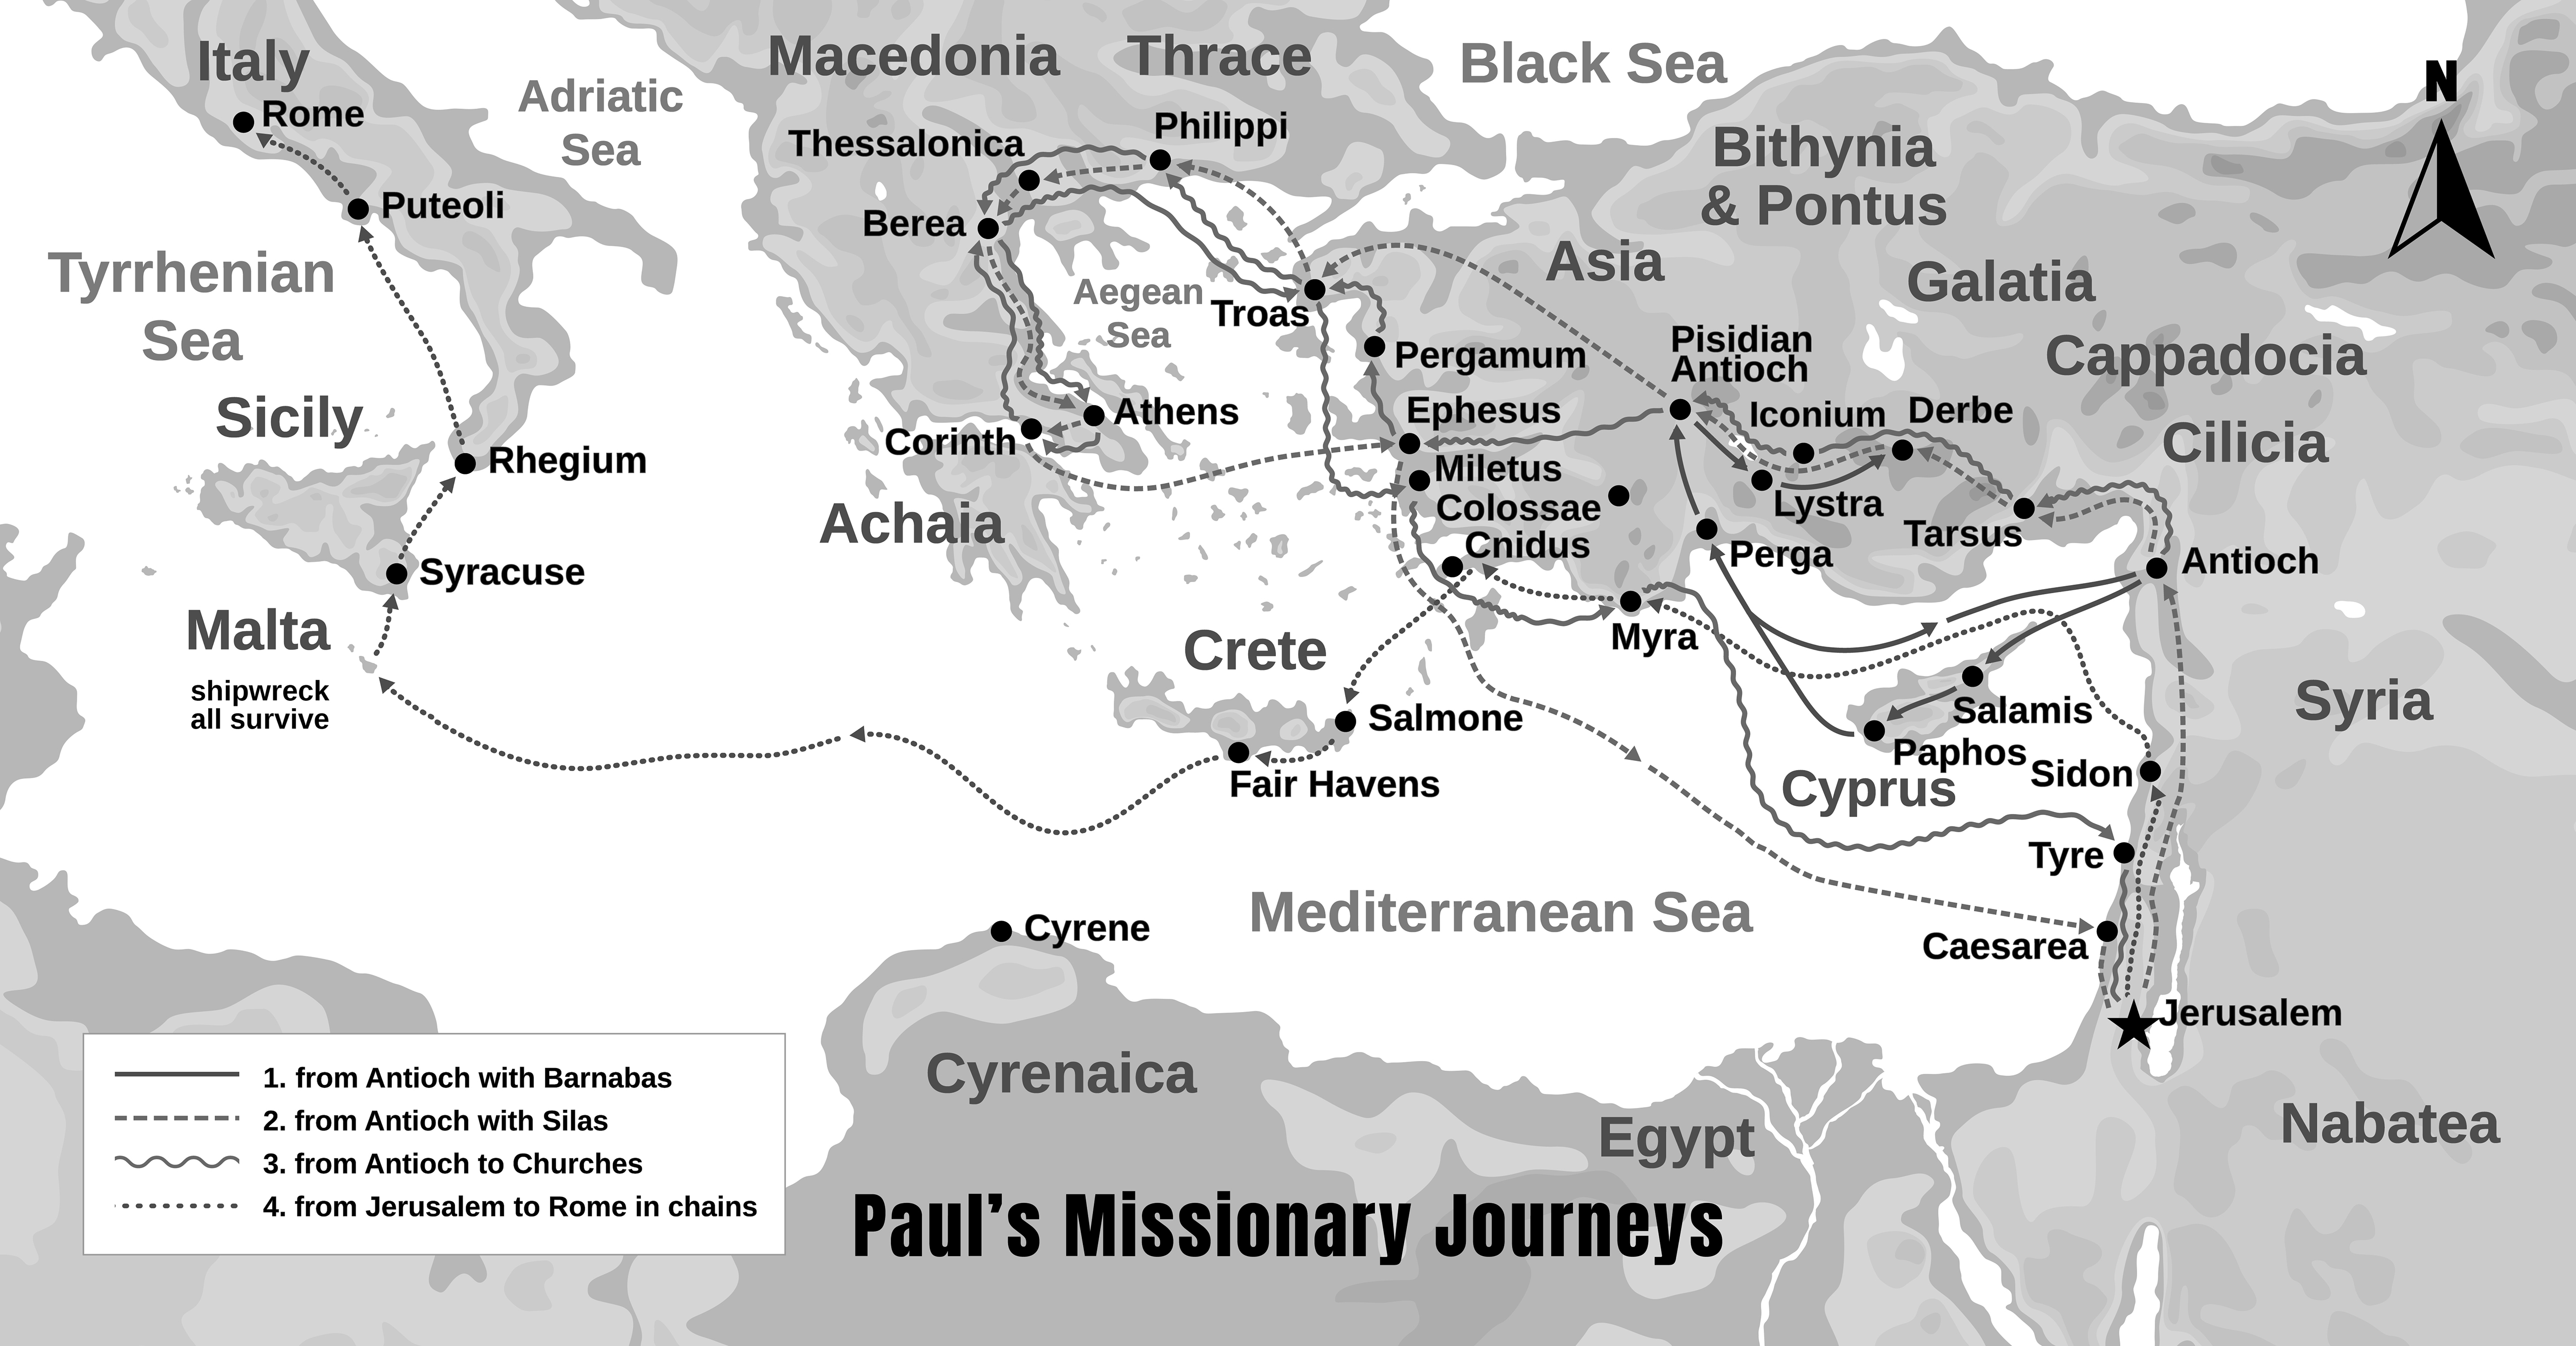 Italy
Rome
Adriatic
Sea
Macedonia
Thrace
Black Sea
N
Thessalonica
Philippi
Bithynia
& Pontus
Puteoli
Berea
Tyrrhenian
Sea
Aegean
Sea
Troas
Asia
Galatia
Pisidian
Antioch
Cappadocia
Pergamum
Sicily
Ephesus
Iconium
Derbe
Athens
Corinth
Cilicia
Rhegium
Miletus
Colossae
Lystra
Achaia
Tarsus
Cnidus
Perga
Antioch
Syracuse
Malta
shipwreck
all survive
Crete
Myra
Salmone
Salamis
Syria
Paphos
Sidon
Fair Havens
Cyprus
Tyre
Mediterranean Sea
Cyrene
Caesarea
Jerusalem
Cyrenaica
Egypt
Nabatea
1. from Antioch with Barnabas
2. from Antioch with Silas
3. from Antioch to Churches
4. from Jerusalem to Rome in chains
Paul’s Missionary Journeys